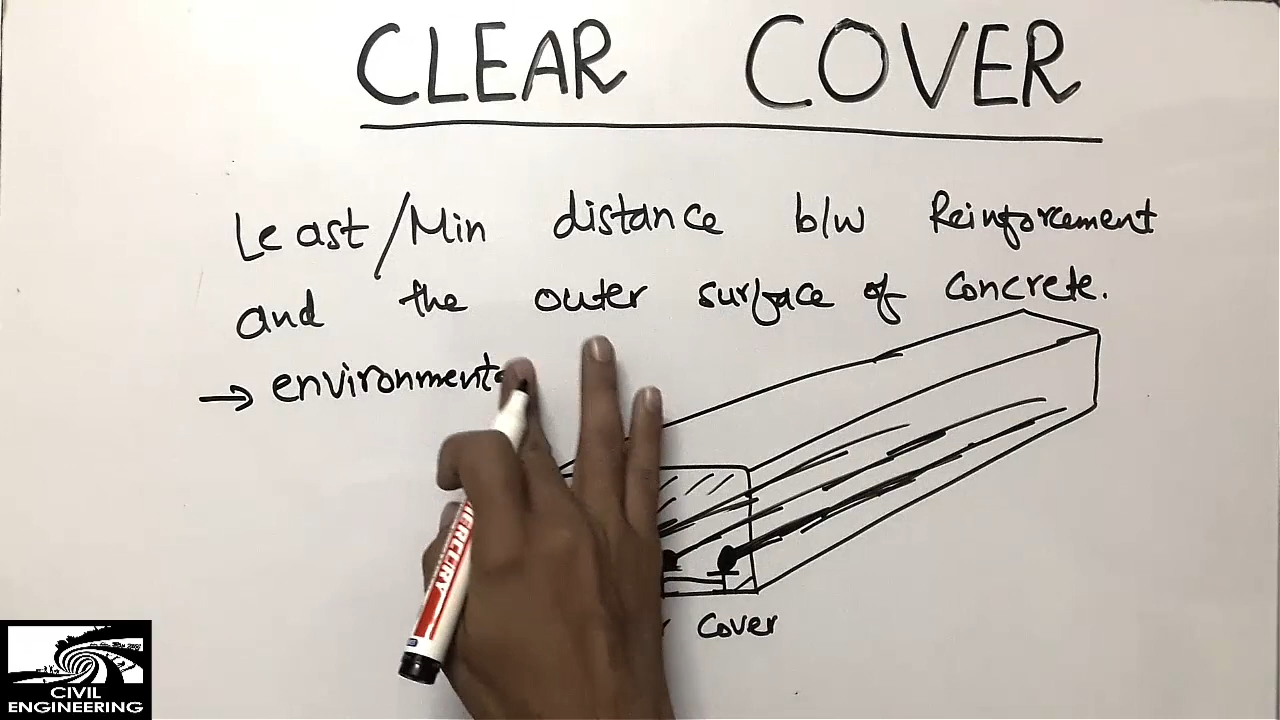 CLEAR COVER
Least/Min distance b/w Reinforcement
and the outer surface of Concrete.
→ environment
Cover
CIVIL
ENGINEERING